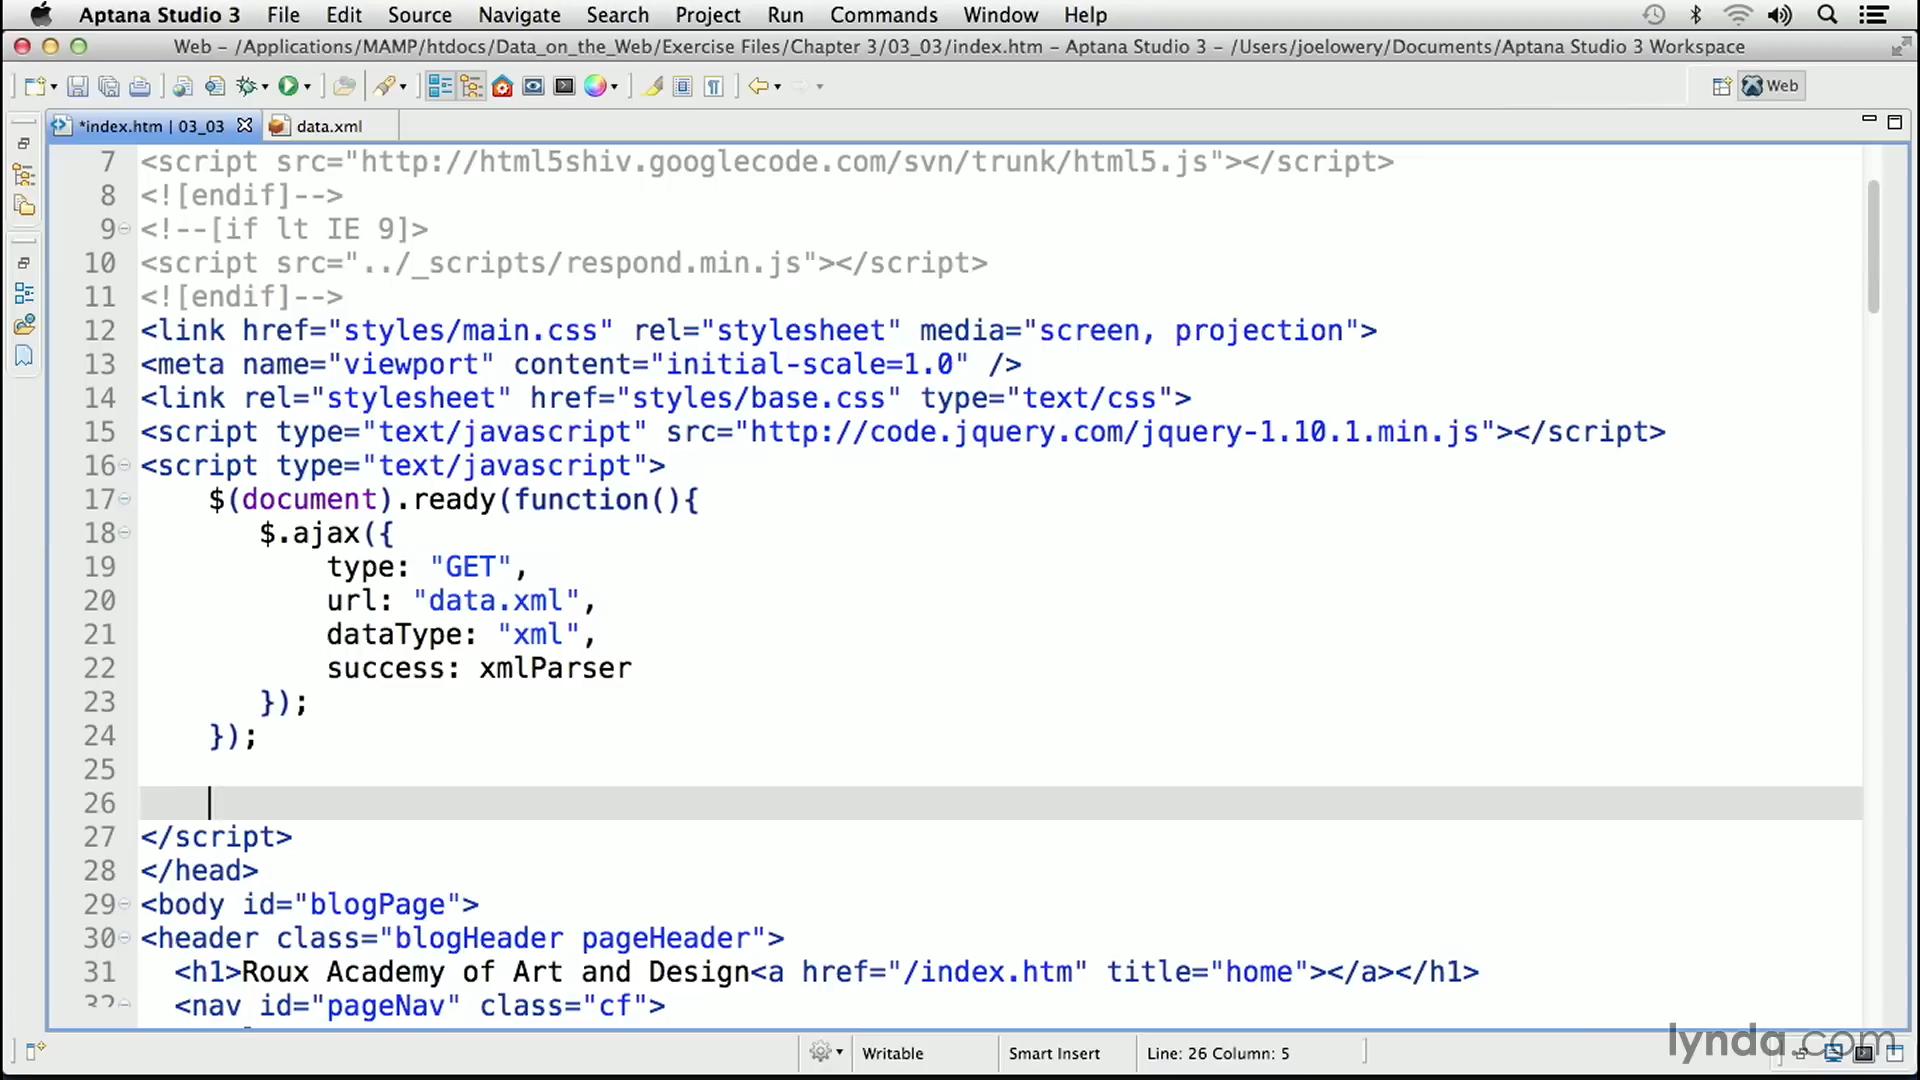 Aptana Studio 3 File Edit Source Navigate Search Project Run Commands Window Help
Web – /Applications/MAMP/htdocs/Data_on_the_Web/Exercise Files/Chapter 3/03_03/index.htm – Aptana Studio 3 – /Users/joelowery/Documents/Aptana Studio 3 Workspace
Web
*index.htm | 03_03 data.xml
7 <script src="http://html5shiv.googlecode.com/svn/trunk/html5.js"></script>
8 <![endif]-->
9 <!--[if lt IE 9]>
10 <script src="../_scripts/respond.min.js"></script>
11 <![endif]-->
12 <link href="styles/main.css" rel="stylesheet" media="screen, projection">
13 <meta name="viewport" content="initial-scale=1.0" />
14 <link rel="stylesheet" href="styles/base.css" type="text/css">
15 <script type="text/javascript" src="http://code.jquery.com/jquery-1.10.1.min.js"></script>
16 <script type="text/javascript">
17 $(document).ready(function(){
18 $.ajax({
19 type: "GET",
20 url: "data.xml",
21 dataType: "xml",
22 success: xmlParser
23 });
24 });
25
26
27 </script>
28 </head>
29 <body id="blogPage">
30 <header class="blogHeader pageHeader">
31 <h1>Roux Academy of Art and Design<a href="/index.htm" title="home"></a></h1>
32 <nav id="pageNav" class="cf">
Writable Smart Insert Line: 26 Column: 5
lynda.com